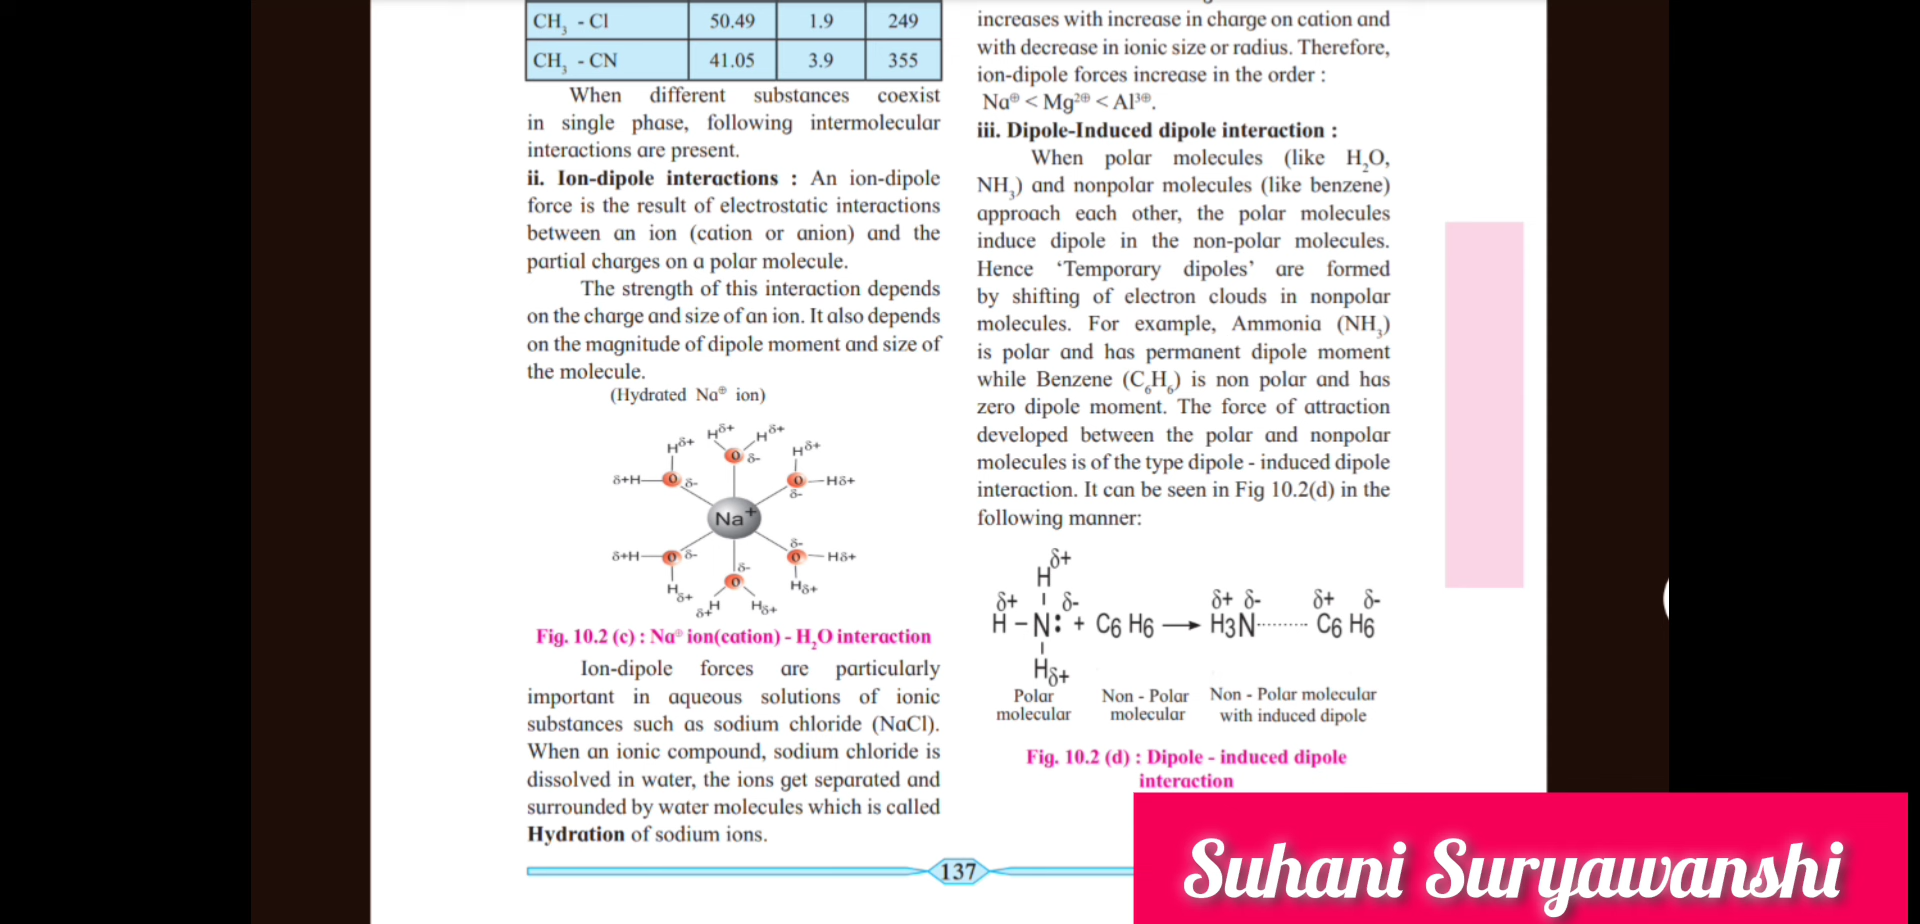 CH₃ - Cl 50.49 1.9 249
CH₃ - CN 41.05 3.9 355
When different substances coexist
in single phase, following intermolecular
interactions are present.
ii. Ion-dipole interactions : An ion-dipole
force is the result of electrostatic interactions
between an ion (cation or anion) and the
partial charges on a polar molecule.
The strength of this interaction depends
on the charge and size of an ion. It also depends
on the magnitude of dipole moment and size of
the molecule.
(Hydrated Na⊕ ion)
Hδ+ Hδ+
Hδ+ Hδ+
O δ-
δ+H O δ- O Hδ+
δ-
Na+
δ-
δ+H O δ- O Hδ+
δ-
Hδ+ O Hδ+
δ+H Hδ+
Fig. 10.2 (c) : Na⊕ ion(cation) - H₂O interaction
Ion-dipole forces are particularly
important in aqueous solutions of ionic
substances such as sodium chloride (NaCl).
When an ionic compound, sodium chloride is
dissolved in water, the ions get separated and
surrounded by water molecules which is called
Hydration of sodium ions.
increases with increase in charge on cation and
with decrease in ionic size or radius. Therefore,
ion-dipole forces increase in the order :
Na⊕ < Mg²⊕ < Al³⊕.
iii. Dipole-Induced dipole interaction :
When polar molecules (like H₂O,
NH₃) and nonpolar molecules (like benzene)
approach each other, the polar molecules
induce dipole in the non-polar molecules.
Hence ‘Temporary dipoles’ are formed
by shifting of electron clouds in nonpolar
molecules. For example, Ammonia (NH₃)
is polar and has permanent dipole moment
while Benzene (C₆H₆) is non polar and has
zero dipole moment. The force of attraction
developed between the polar and nonpolar
molecules is of the type dipole - induced dipole
interaction. It can be seen in Fig 10.2(d) in the
following manner:
Hδ+
δ+ δ- δ+ δ- δ+ δ-
H – N: + C6 H6 ⟶ H3N········· C6 H6
Hδ+
Polar Non - Polar Non - Polar molecular
molecular molecular with induced dipole
Fig. 10.2 (d) : Dipole - induced dipole
interaction
137
Suhani Suryawanshi